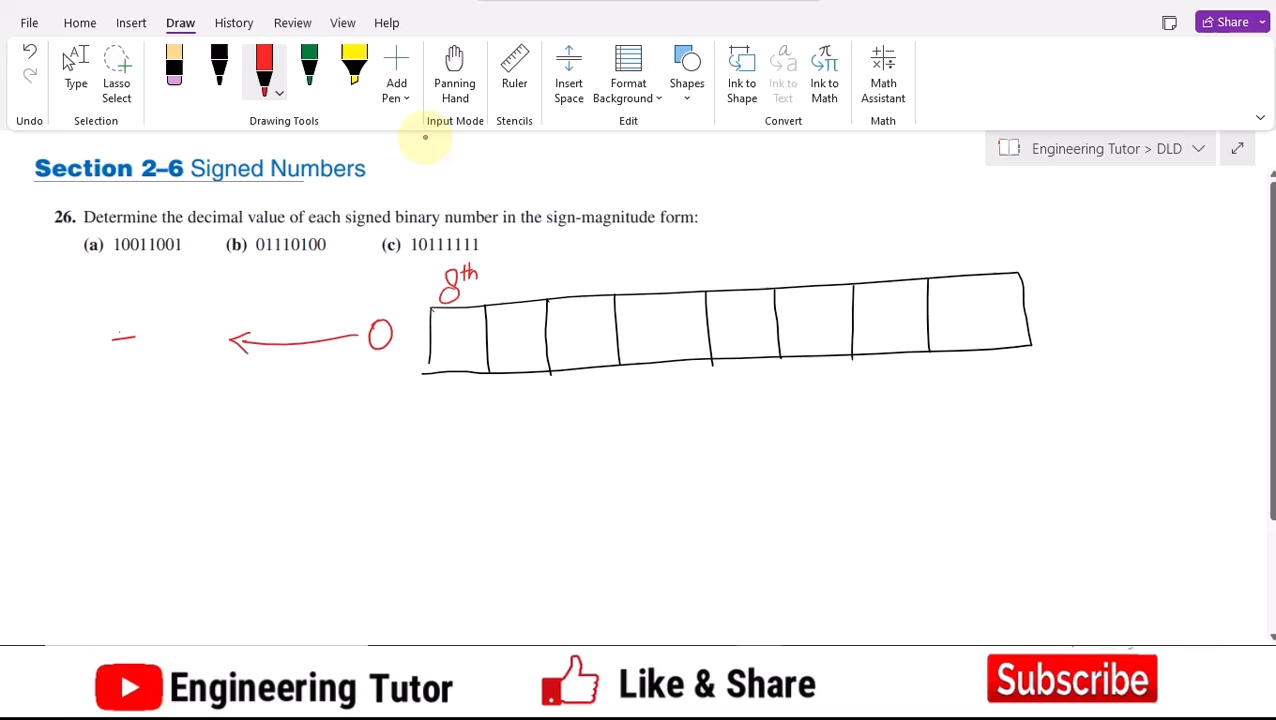 File Home Insert Draw History Review View Help Share
Type Lasso Select Add Pen Panning Hand Ruler Insert Space Format Background Shapes Ink to Shape Ink to Text Ink to Math Math Assistant
Undo Selection Drawing Tools Input Mode Stencils Edit Convert Math
Engineering Tutor > DLD
Section 2–6 Signed Numbers
26. Determine the decimal value of each signed binary number in the sign-magnitude form:
(a) 10011001 (b) 01110100 (c) 10111111
8th
0
Engineering Tutor Like & Share Subscribe